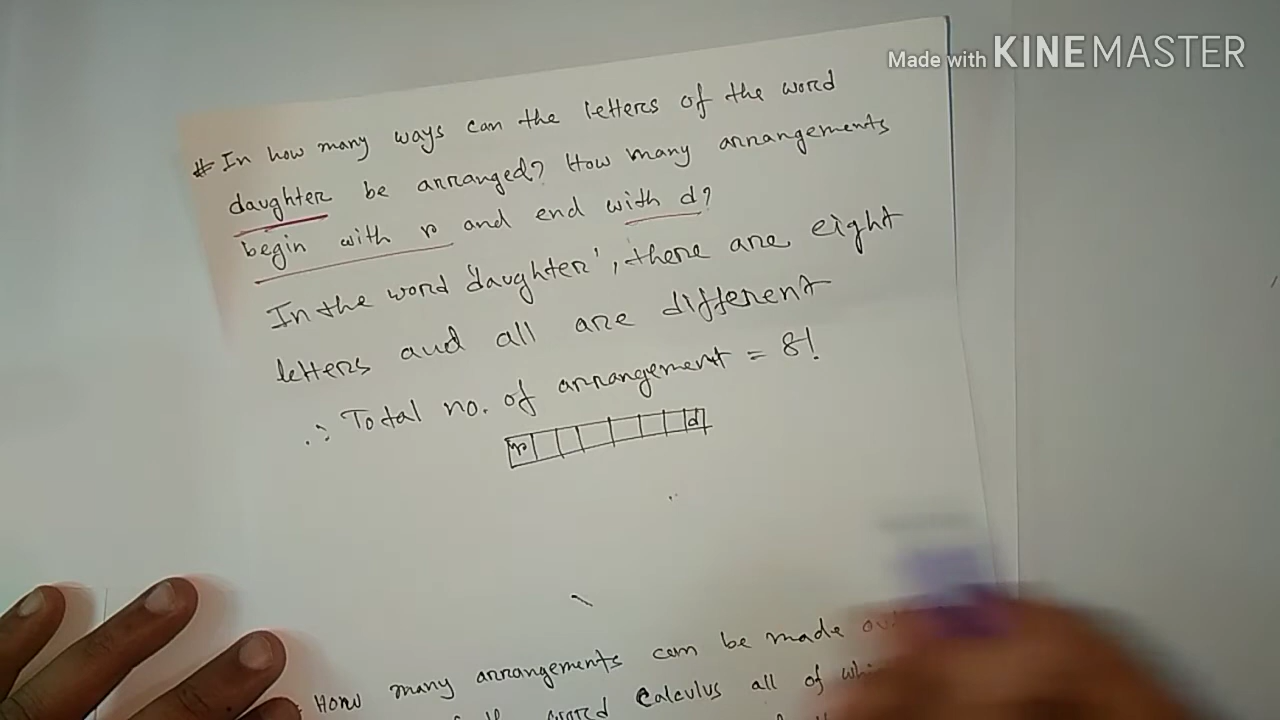 Made with KINEMASTER
# In how many ways can the letters of the word
daughter be arranged? How many arrangements
begin with r and end with d?
In the word 'daughter', there are eight
letters and all are different
∴ Total no. of arrangement = 8!
r d
How many arrangements can be made
word calculus all of